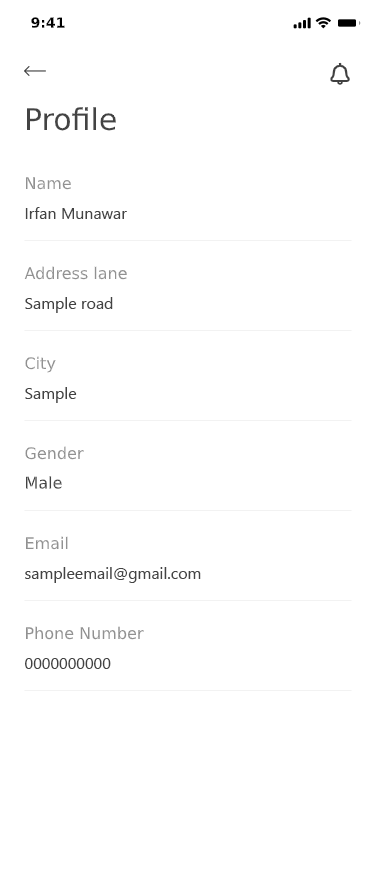 9:41
Profile
Name
Irfan Munawar
Address lane
Sample road
City
Sample
Gender
Male
Email
sampleemail@gmail.com
Phone Number
0000000000